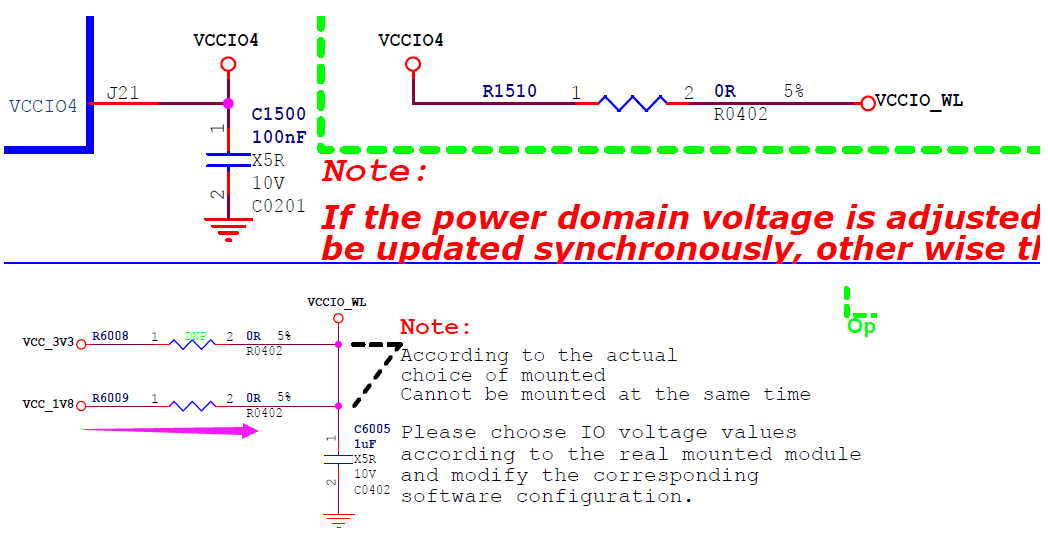 VCCIO4
VCCIO4
R1510 1 2 0R 5%
R0402
VCCIO_WL
VCCIO4
J21
C1500
1
100nF
X5R
10V
2
C0201
Note:
If the power domain voltage is adjusted
be updated synchronously, other wise
VCCIO_WL
VCC_3V3
R6008 1 DNP 2 0R 5%
R0402
VCC_1V8
R6009 1 2 0R 5%
R0402
C6005
1
1uF
X5R
10V
2
C0402
Note:
According to the actual
choice of mounted
Cannot be mounted at the same time
Please choose IO voltage values
according to the real mounted module
and modify the corresponding
software configuration.
Op